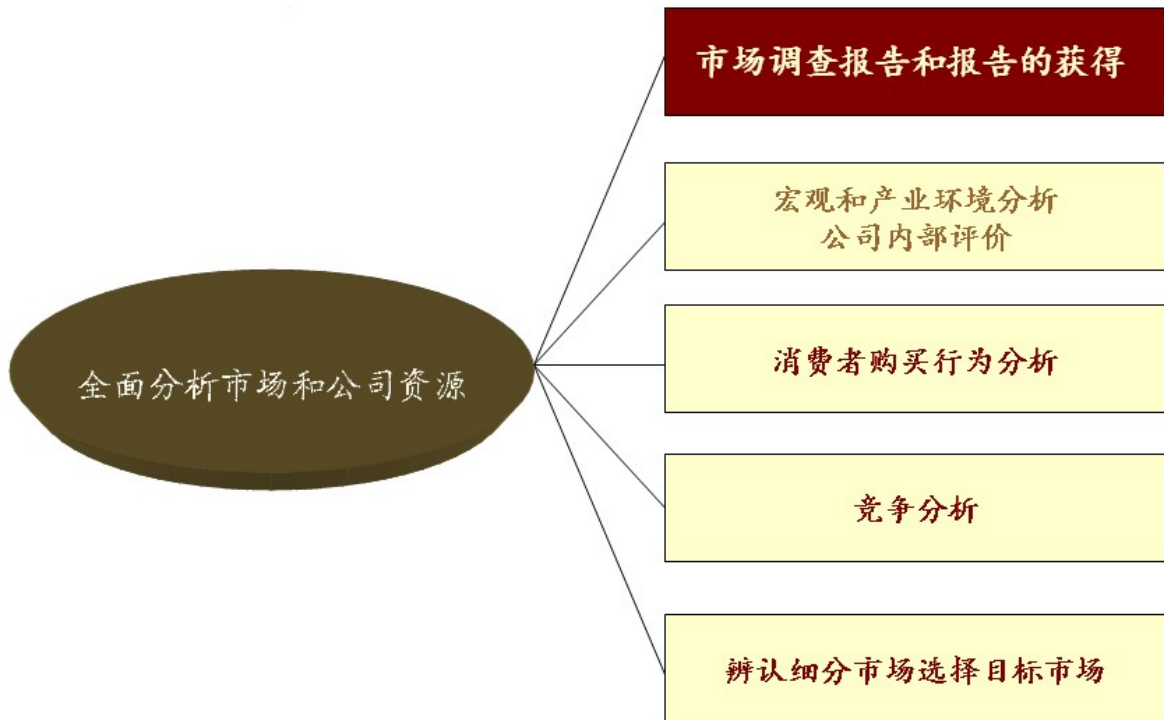 市场调查报告和报告的获得
宏观和产业环境分析
公司内部评价
消费者购买行为分析
全面分析市场和公司资源
竞争分析
辨认细分市场选择目标市场